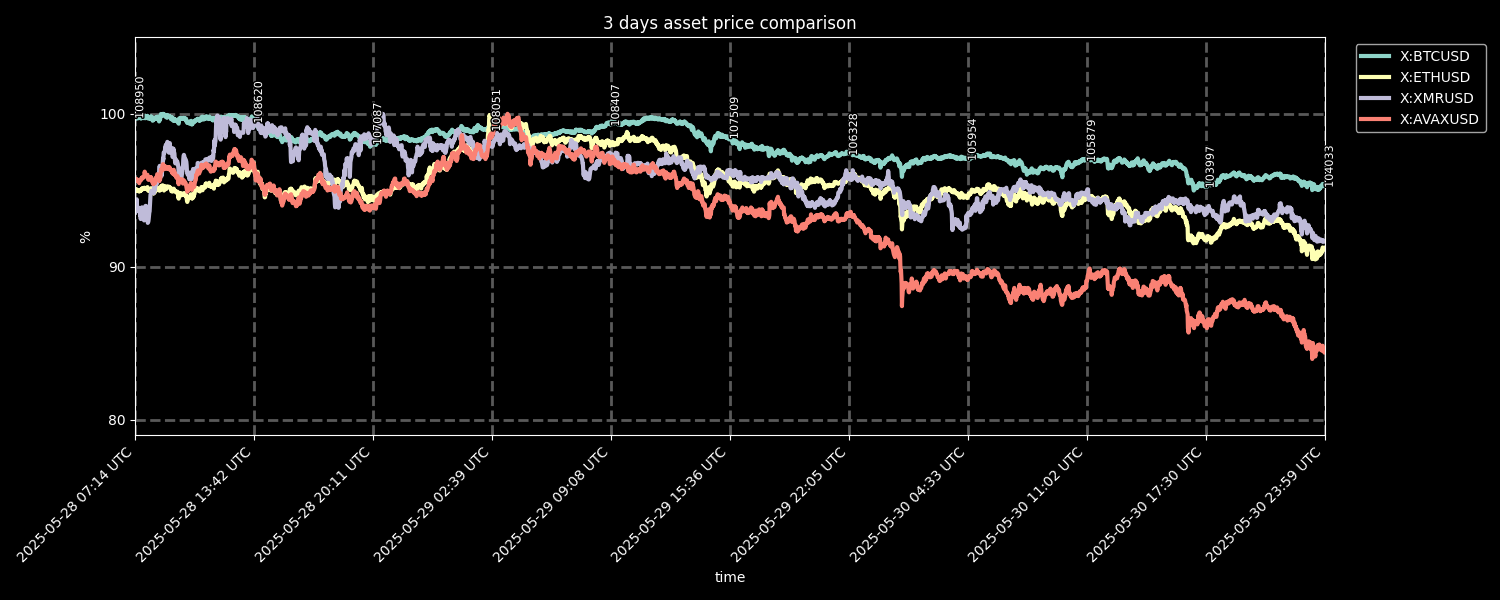 3 days asset price comparison
X:BTCUSD
X:ETHUSD
X:XMRUSD
X:AVAXUSD
100
90
80
%
108950
108620
107087
108051
108407
107509
106328
105954
105879
103997
104033
2025-05-28 07:14 UTC
2025-05-28 13:42 UTC
2025-05-28 20:11 UTC
2025-05-29 02:39 UTC
2025-05-29 09:08 UTC
2025-05-29 15:36 UTC
2025-05-29 22:05 UTC
2025-05-30 04:33 UTC
2025-05-30 11:02 UTC
2025-05-30 17:30 UTC
2025-05-30 23:59 UTC
time